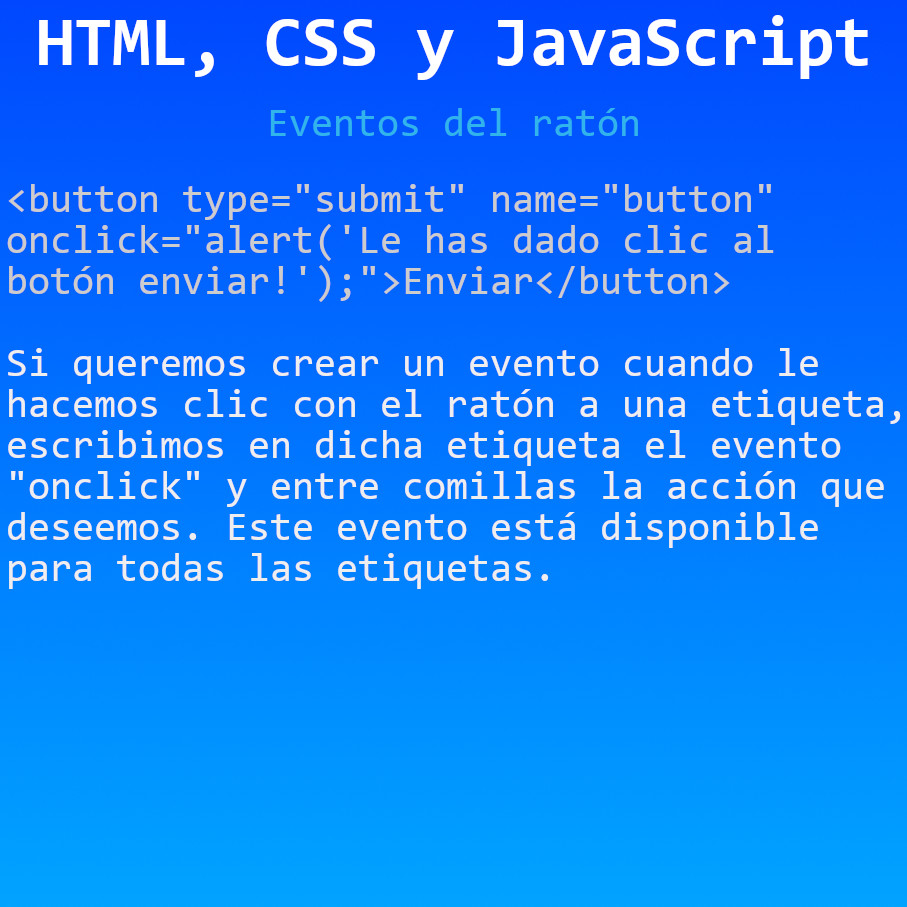 HTML, CSS y JavaScript
Eventos del ratón
<button type="submit" name="button"
onclick="alert('Le has dado clic al
botón enviar!');">Enviar</button>
Si queremos crear un evento cuando le
hacemos clic con el ratón a una etiqueta,
escribimos en dicha etiqueta el evento
"onclick" y entre comillas la acción que
deseemos. Este evento está disponible
para todas las etiquetas.